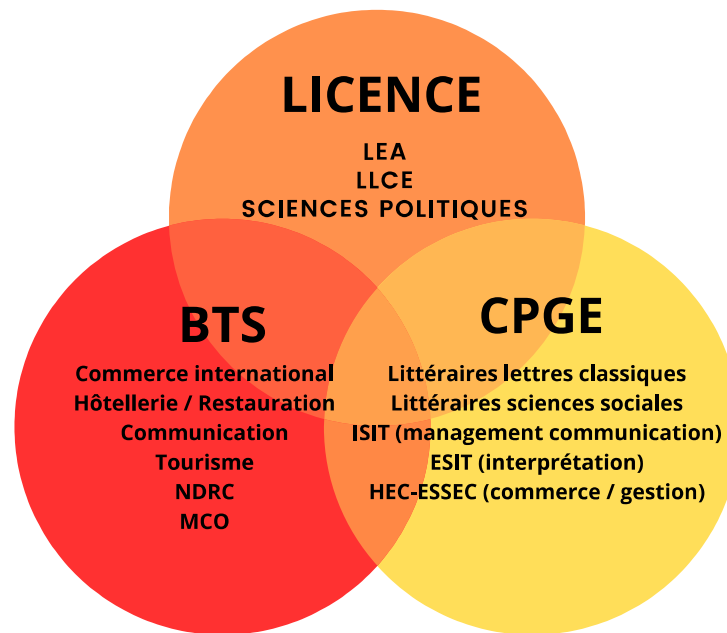 LICENCE
LEA
LLCE
SCIENCES POLITIQUES
BTS
Commerce international
Hôtellerie / Restauration
Communication
Tourisme
NDRC
MCO
CPGE
Littéraires lettres classiques
Littéraires sciences sociales
ISIT (management communication)
ESIT (interprétation)
HEC-ESSEC (commerce / gestion)